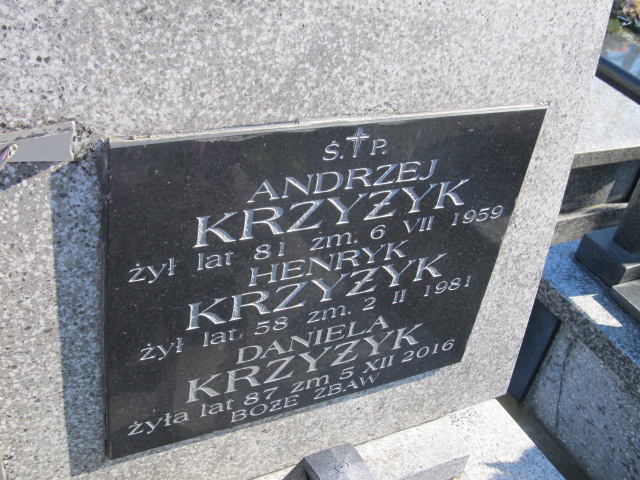 Ś.†P.
ANDRZEJ
KRZYŻYK
żył lat 81 zm. 6 VII 1959
HENRYK
KRZYŻYK
żył lat, 58 zm. 2 II 1981
DANIELA
KRZYŻYK
żyła lat 87 zm 5 XII 2016
BOŻE ZBAW